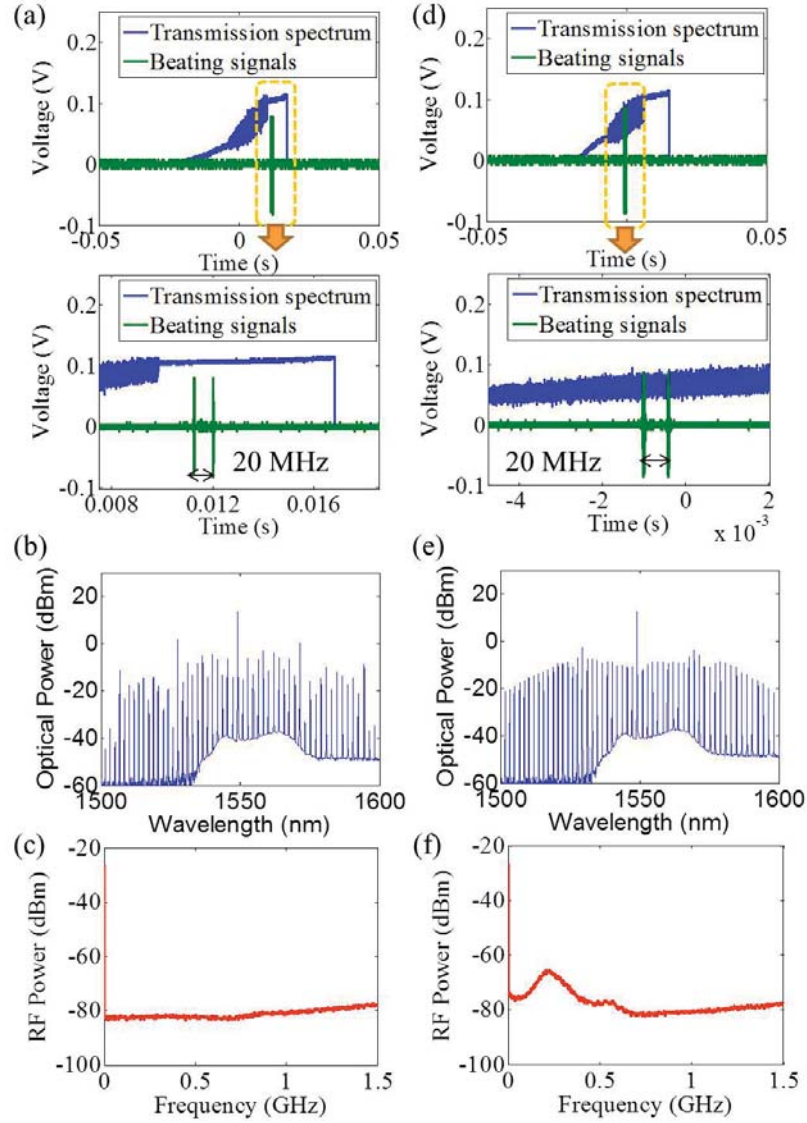 (a)
Transmission spectrum
Beating signals
Voltage (V)
0.2
0.1
0
-0.1
-0.05
0
0.05
Time (s)
Transmission spectrum
Beating signals
Voltage (V)
0.2
0.1
0
-0.1
20 MHz
0.008
0.012
0.016
Time (s)
(b)
Optical Power (dBm)
20
0
-20
-40
-60
1500
1550
1600
Wavelength (nm)
(c)
RF Power (dBm)
-20
-40
-60
-80
-100
0
0.5
1
1.5
Frequency (GHz)
(d)
Transmission spectrum
Beating signals
Voltage (V)
0.2
0.1
0
-0.1
-0.05
0
0.05
Time (s)
Transmission spectrum
Beating signals
Voltage (V)
0.2
0.1
0
-0.1
20 MHz
-4
-2
0
2
Time (s)
x 10⁻³
(e)
Optical Power (dBm)
20
0
-20
-40
-60
1500
1550
1600
Wavelength (nm)
(f)
RF Power (dBm)
-20
-40
-60
-80
-100
0
0.5
1
1.5
Frequency (GHz)